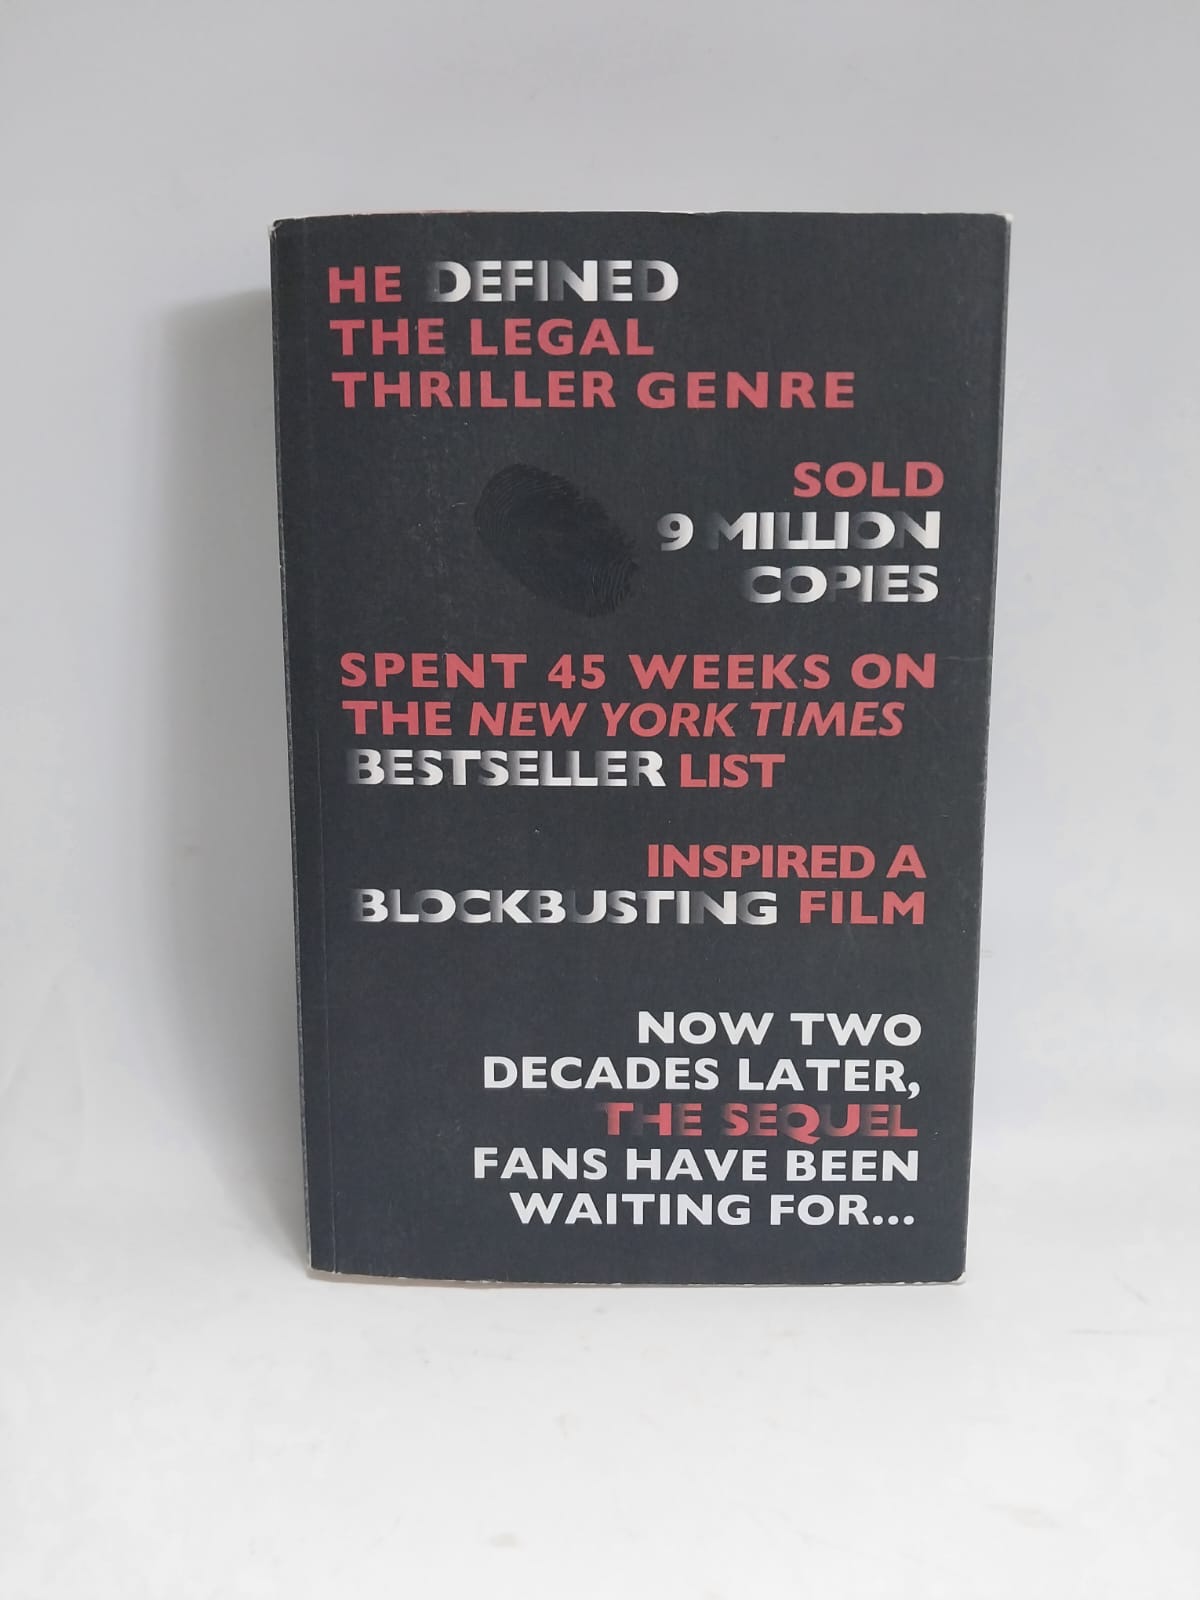 HE DEFINED
THE LEGAL
THRILLER GENRE
SOLD
9 MILLION
COPIES
SPENT 45 WEEKS ON
THE NEW YORK TIMES
BESTSELLER LIST
INSPIRED A
BLOCKBUSTING FILM
NOW TWO
DECADES LATER,
THE SEQUEL
FANS HAVE BEEN
WAITING FOR...